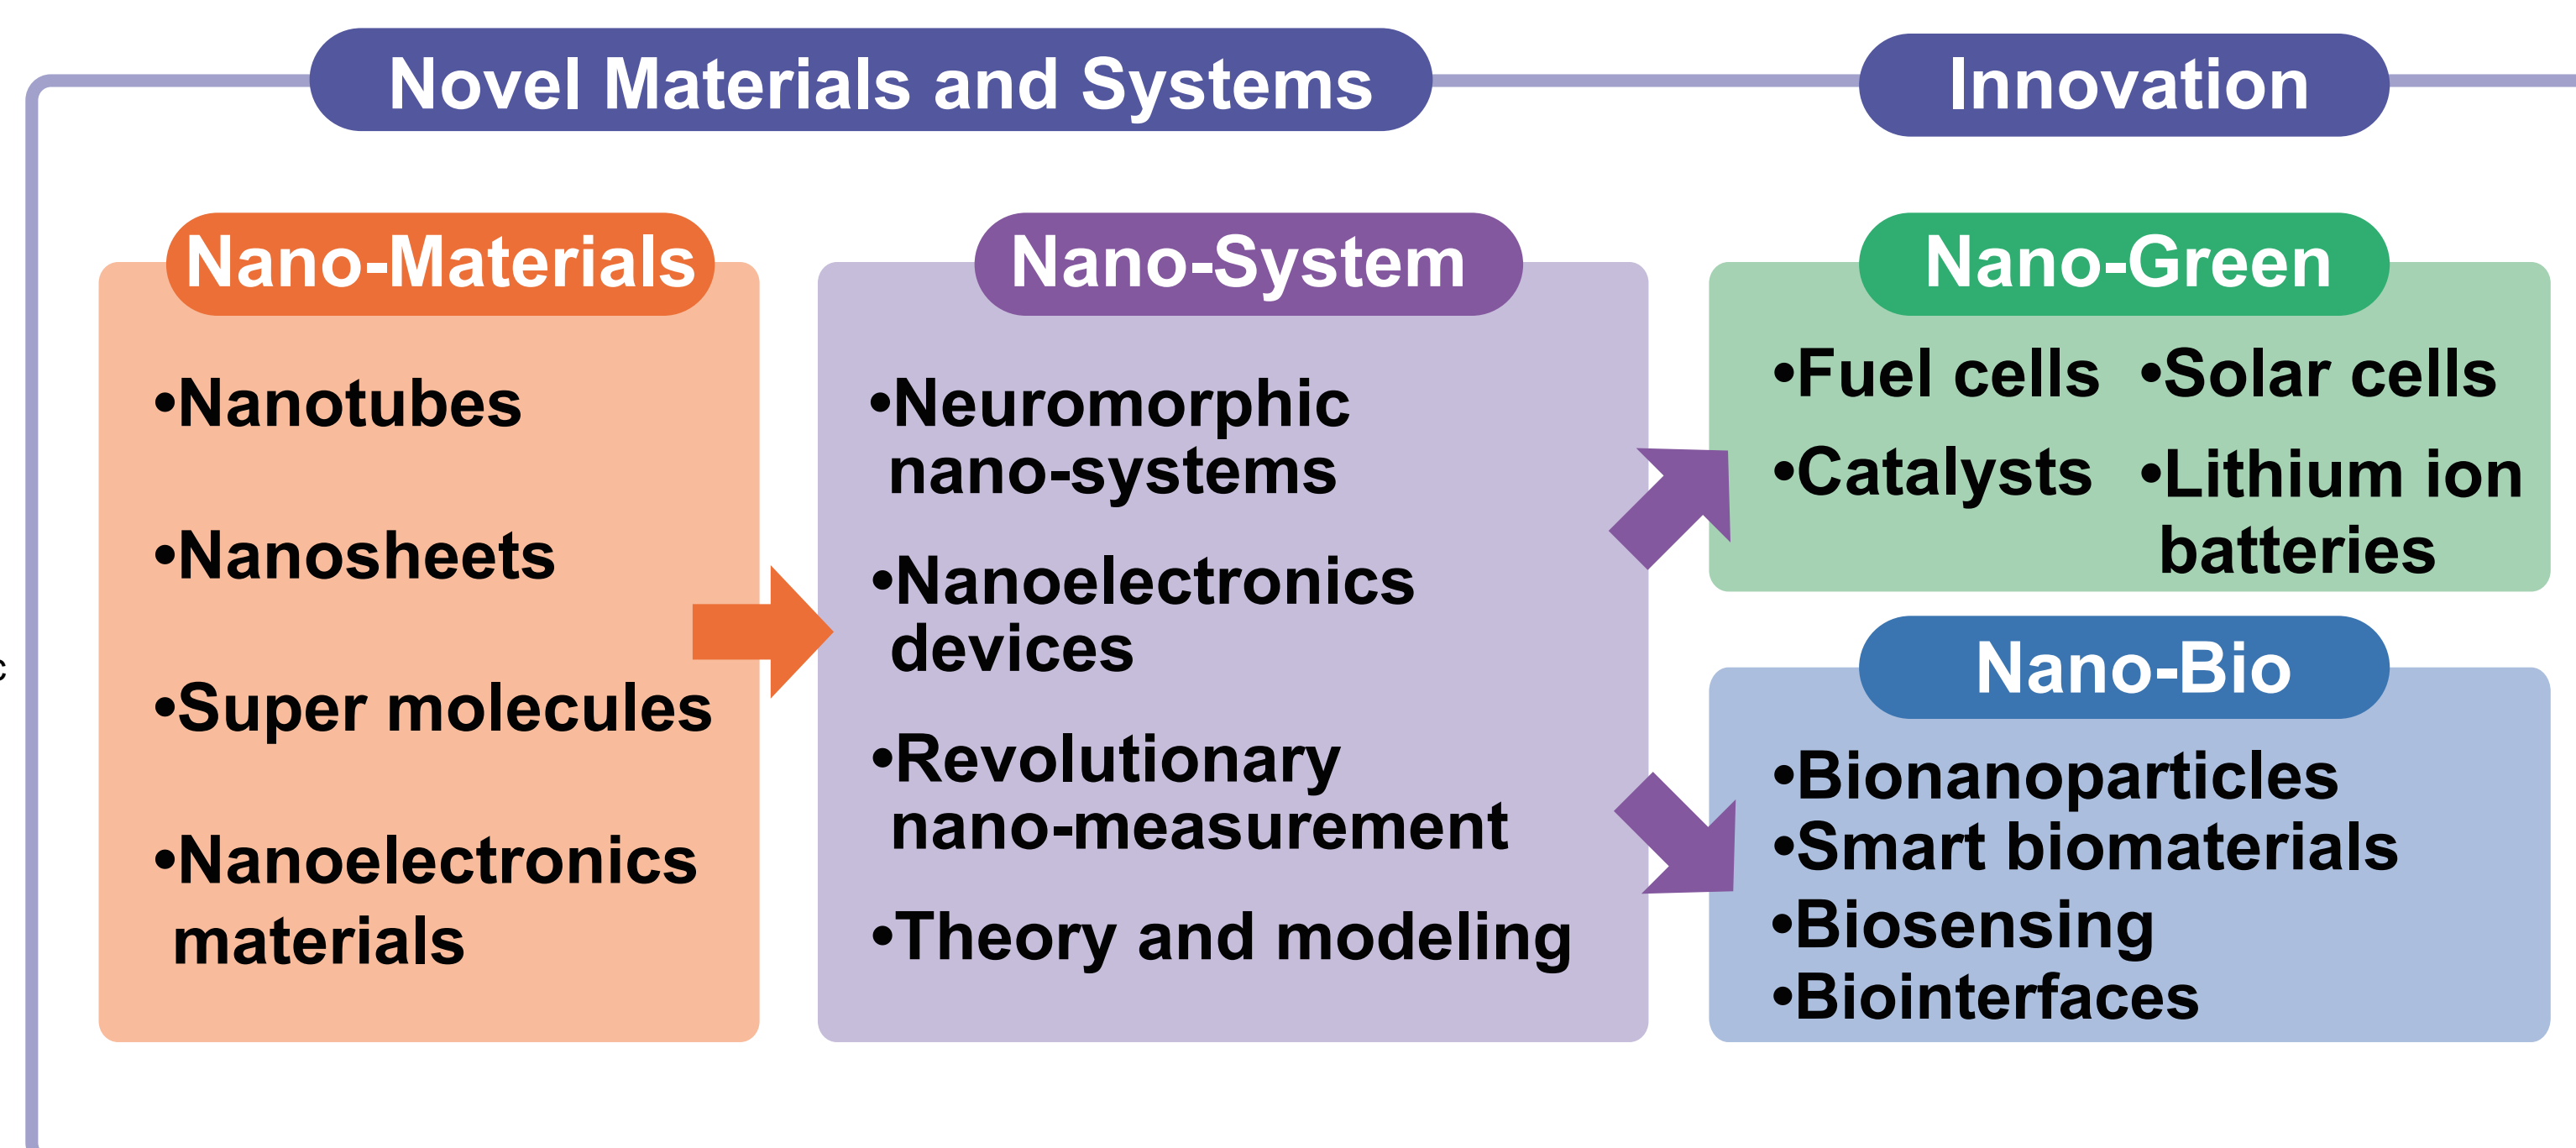 Novel Materials and Systems
Innovation
Nano-Materials
•Nanotubes
•Nanosheets
•Super molecules
•Nanoelectronics
materials
Nano-System
•Neuromorphic
nano-systems
•Nanoelectronics
devices
•Revolutionary
nano-measurement
•Theory and modeling
Nano-Green
•Fuel cells •Solar cells
•Catalysts •Lithium ion
batteries
Nano-Bio
•Bionanoparticles
•Smart biomaterials
•Biosensing
•Biointerfaces